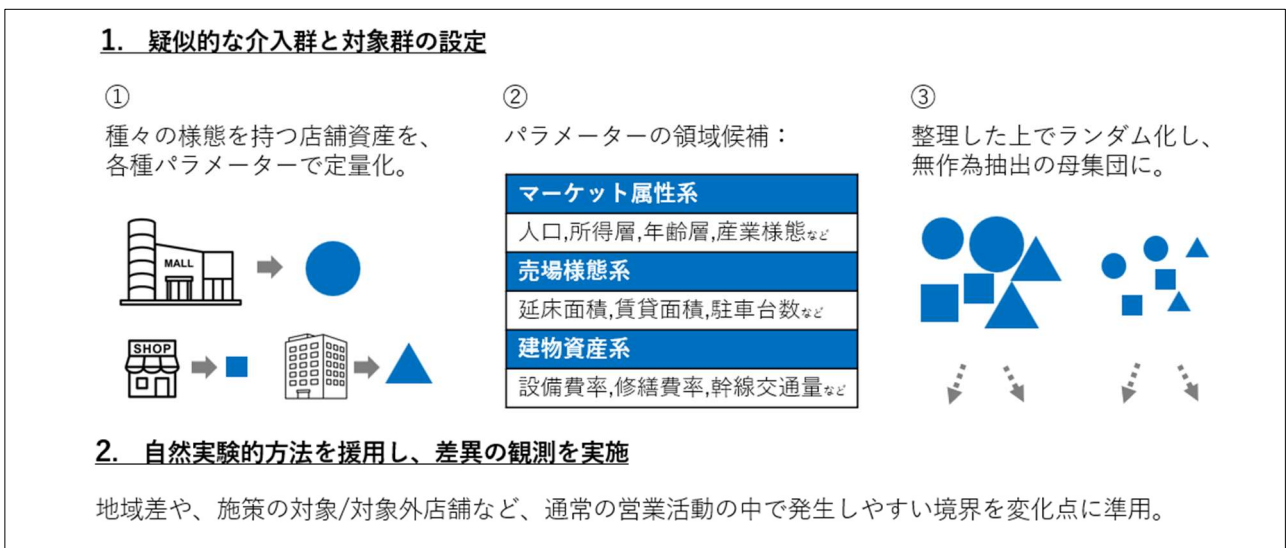 1. 疑似的な介入群と対象群の設定
①
種々の様態を持つ店舗資産を、
各種パラメーターで定量化。
MALL
SHOP
②
パラメーターの領域候補：
マーケット属性系
人口,所得層,年齢層,産業様態など
売場様態系
延床面積,賃貸面積,駐車台数など
建物資産系
設備費率,修繕費率,幹線交通量など
③
整理した上でランダム化し、
無作為抽出の母集団に。
2. 自然実験的方法を援用し、差異の観測を実施
地域差や、施策の対象/対象外店舗など、通常の営業活動の中で発生しやすい境界を変化点に準用。